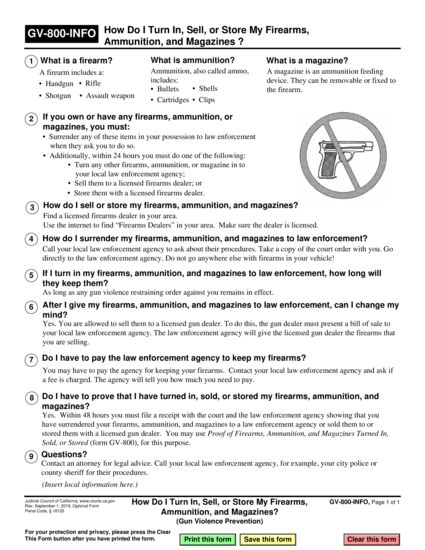 GV-800-INFO
How Do I Turn In, Sell, or Store My Firearms,
Ammunition, and Magazines ?
1 What is a firearm?
A firearm includes a:
• Handgun • Rifle
• Shotgun • Assault weapon
What is ammunition?
Ammunition, also called ammo,
includes:
• Bullets • Shells
• Cartridges • Clips
What is a magazine?
A magazine is an ammunition feeding
device. They can be removable or fixed to
the firearm.
2 If you own or have any firearms, ammunition, or
magazines, you must:
• Surrender any of these items in your possession to law enforcement
when they ask you to do so.
• Additionally, within 24 hours you must do one of the following:
• Turn any other firearms, ammunition, or magazine in to
your local law enforcement agency;
• Sell them to a licensed firearms dealer; or
• Store them with a licensed firearms dealer.
3 How do I sell or store my firearms, ammunition, and magazines?
Find a licensed firearms dealer in your area.
Use the internet to find “Firearms Dealers” in your area. Make sure the dealer is licensed.
4 How do I surrender my firearms, ammunition, and magazines to law enforcement?
Call your local law enforcement agency to ask about their procedures. Take a copy of the court order with you. Go
directly to the law enforcement agency. Do not go anywhere else with firearms in your vehicle!
5 If I turn in my firearms, ammunition, and magazines to law enforcement, how long will
they keep them?
As long as any gun violence restraining order against you remains in effect.
6 After I give my firearms, ammunition, and magazines to law enforcement, can I change my
mind?
Yes. You are allowed to sell them to a licensed gun dealer. To do this, the gun dealer must present a bill of sale to
your local law enforcement agency. The law enforcement agency will give the licensed gun dealer the firearms that
you are selling.
7 Do I have to pay the law enforcement agency to keep my firearms?
You may have to pay the agency for keeping your firearms. Contact your local law enforcement agency and ask if
a fee is charged. The agency will tell you how much you need to pay.
8 Do I have to prove that I have turned in, sold, or stored my firearms, ammunition, and
magazines?
Yes. Within 48 hours you must file a receipt with the court and the law enforcement agency showing that you
have surrendered your firearms, ammunition, and magazines to a law enforcement agency or sold them to or
stored them with a licensed gun dealer. You may use Proof of Firearms, Ammunition, and Magazines Turned In,
Sold, or Stored (form GV-800), for this purpose.
9 Questions?
Contact an attorney for legal advice. Call your local law enforcement agency, for example, your city police or
county sheriff for their procedures.
(Insert local information here.)
Judicial Council of California, www.courts.ca.gov
Rev. September 1, 2019, Optional Form
Penal Code, § 18120
How Do I Turn In, Sell, or Store My Firearms,
Ammunition, and Magazines?
(Gun Violence Prevention)
GV-800-INFO, Page 1 of 1
For your protection and privacy, please press the Clear
This Form button after you have printed the form.
Print this form
Save this form
Clear this form